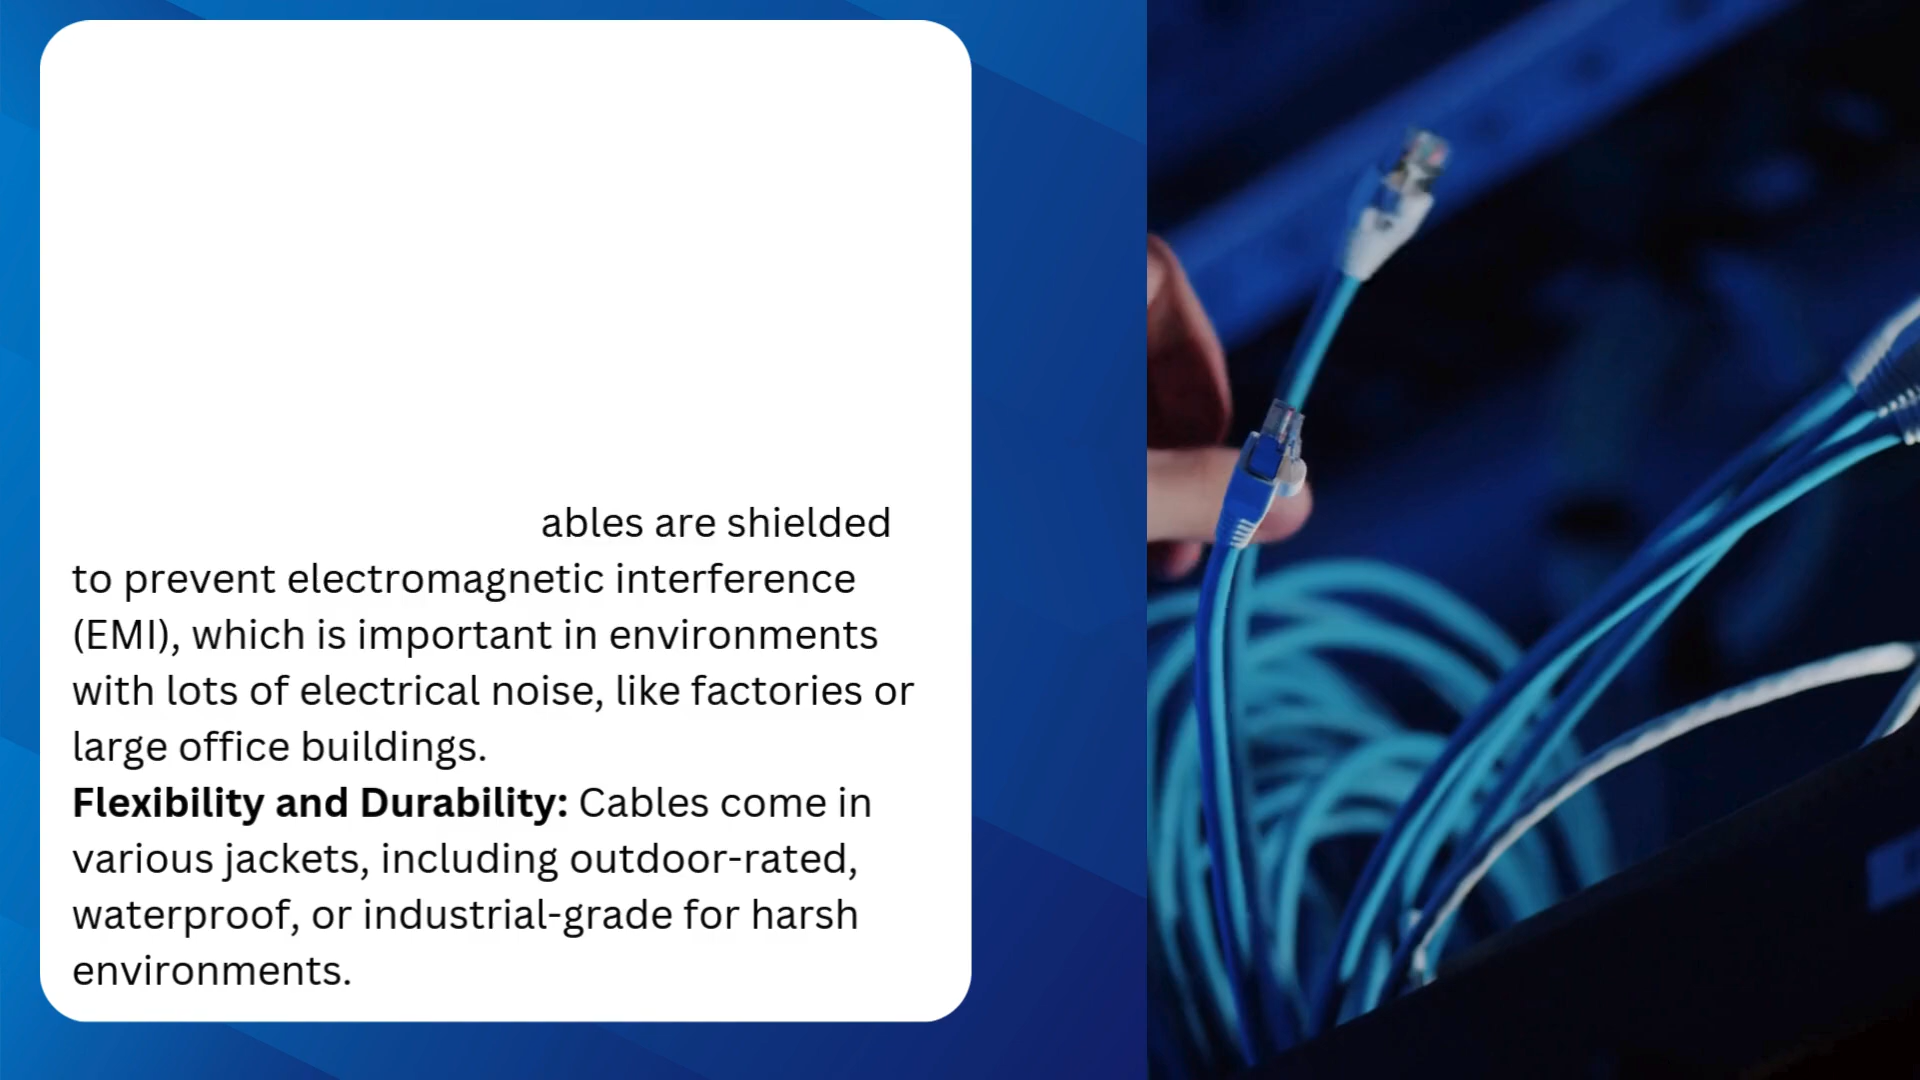 ables are shielded
to prevent electromagnetic interference
(EMI), which is important in environments
with lots of electrical noise, like factories or
large office buildings.
Flexibility and Durability: Cables come in
various jackets, including outdoor-rated,
waterproof, or industrial-grade for harsh
environments.